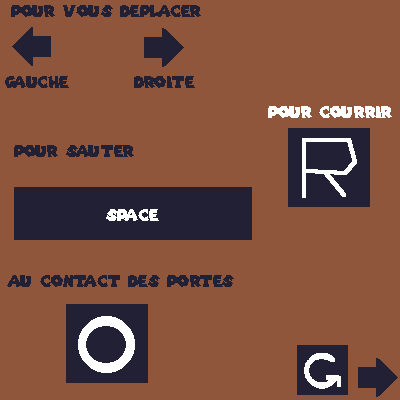 POUR VOUS DEPLACER
GAUCHE DROITE
POUR COURRIR
R
POUR SAUTER
SPACE
AU CONTACT DES PORTES
O
G